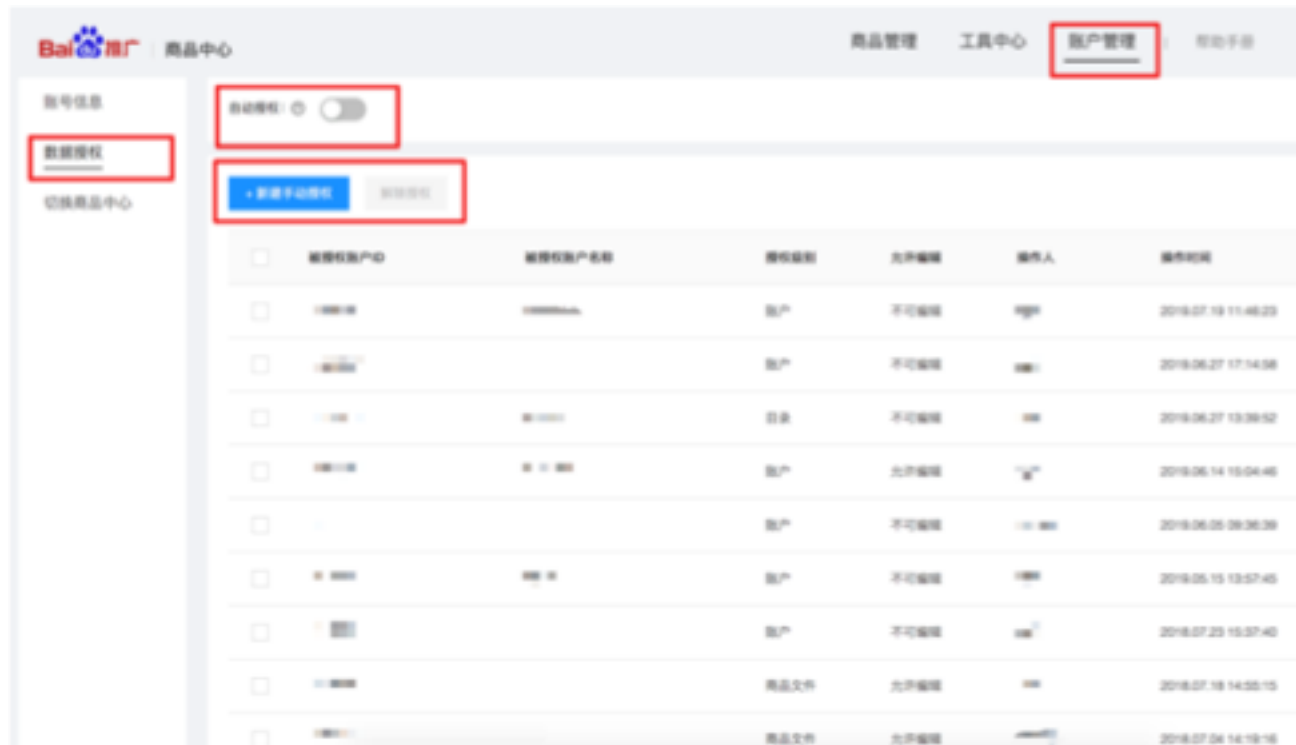 Bai推广 商品中心 商品管理 工具中心 账户管理 帮助手册
账号信息
自动授权：
数据授权
+ 新建手动授权 解除授权
切换商品中心
被授权账户ID 被授权账户名称 授权级别 允许编辑 操作人 操作时间
账户 不可编辑 2019.07.19 11:46:23
账户 不可编辑 2019.06.27 17:14:58
目录 不可编辑 2019.06.27 13:39:52
账户 允许编辑 2019.06.14 15:04:46
账户 不可编辑 2019.06.05 09:36:39
账户 不可编辑 2019.05.15 13:57:45
账户 不可编辑 2018.07.23 15:37:40
商品文件 允许编辑 2018.07.18 14:55:15
商品文件 允许编辑 2018.07.04 14:19:16